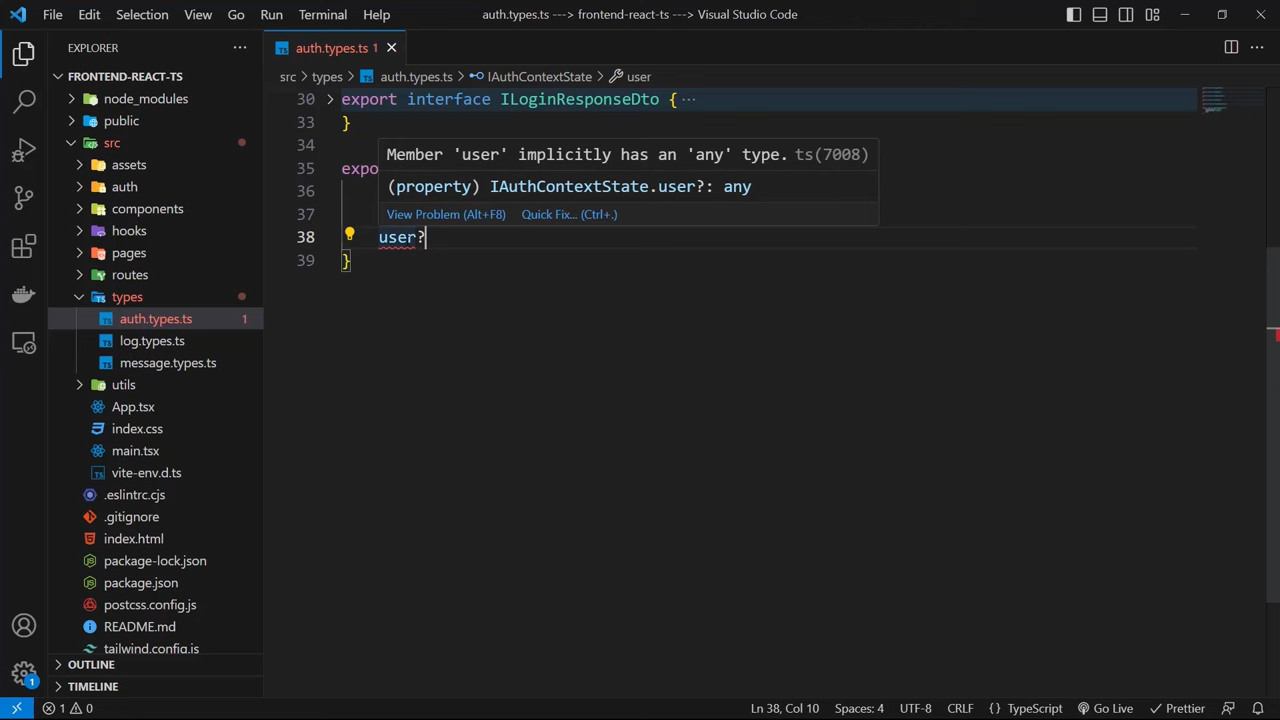 File Edit Selection View Go Run Terminal Help
auth.types.ts ---> frontend-react-ts ---> Visual Studio Code
EXPLORER
FRONTEND-REACT-TS
node_modules
public
src
assets
auth
components
hooks
pages
routes
types
auth.types.ts 1
log.types.ts
message.types.ts
utils
App.tsx
index.css
main.tsx
vite-env.d.ts
.eslintrc.cjs
.gitignore
index.html
package-lock.json
package.json
postcss.config.js
README.md
tailwind.config.js
OUTLINE
TIMELINE
auth.types.ts 1
src > types > auth.types.ts > IAuthContextState > user
30 export interface ILoginResponseDto { ...
33 }
34
35 expo
36
37
38 user?
39 }
Member 'user' implicitly has an 'any' type. ts(7008)
(property) IAuthContextState.user?: any
View Problem (Alt+F8) Quick Fix... (Ctrl+.)
1
1 0
Ln 38, Col 10 Spaces: 4 UTF-8 CRLF {} TypeScript Go Live Prettier